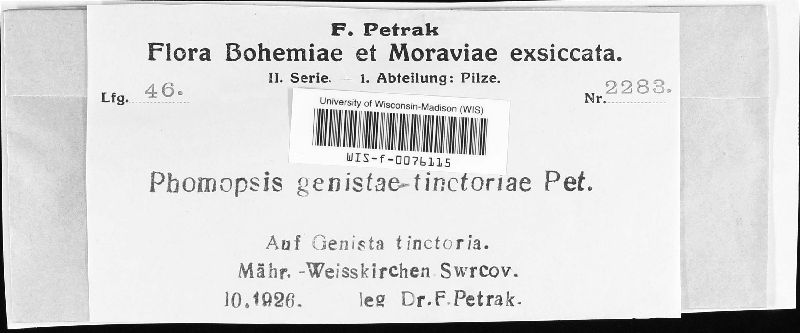 F. Petrak
Flora Bohemiae et Moraviae exsiccata.
II. Serie. — 1. Abteilung: Pilze.
Lfg. 46.
Nr. 2283.
University of Wisconsin-Madison (WIS)
WIS-f-0076115
Phomopsis genistae-tinctoriae Pet.
Auf Genista tinctoria.
Mähr. -Weisskirchen Swrcov.
10.1926. leg Dr. F. Petrak.